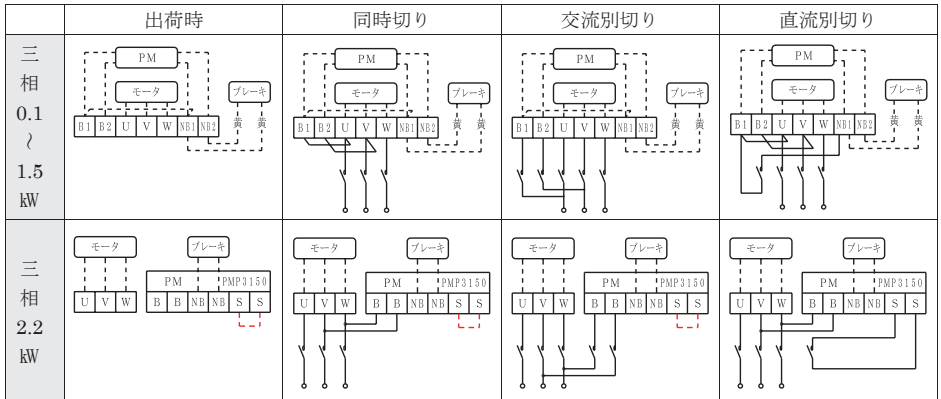 出荷時 同時切り 交流別切り 直流別切り
三
相
0.1
~
1.5
kW
PM
モータ
ブレーキ
B1 B2 U V W NB1 NB2
黄 黄
PM
モータ
ブレーキ
B1 B2 U V W NB1 NB2
黄 黄
PM
モータ
ブレーキ
B1 B2 U V W NB1 NB2
黄 黄
PM
モータ
ブレーキ
B1 B2 U V W NB1 NB2
黄 黄
三
相
2.2
kW
モータ ブレーキ
PM PMP3150
U V W B B NB NB S S
モータ ブレーキ
PM PMP3150
U V W B B NB NB S S
モータ ブレーキ
PM PMP3150
U V W B B NB NB S S
モータ ブレーキ
PM PMP3150
U V W B B NB NB S S